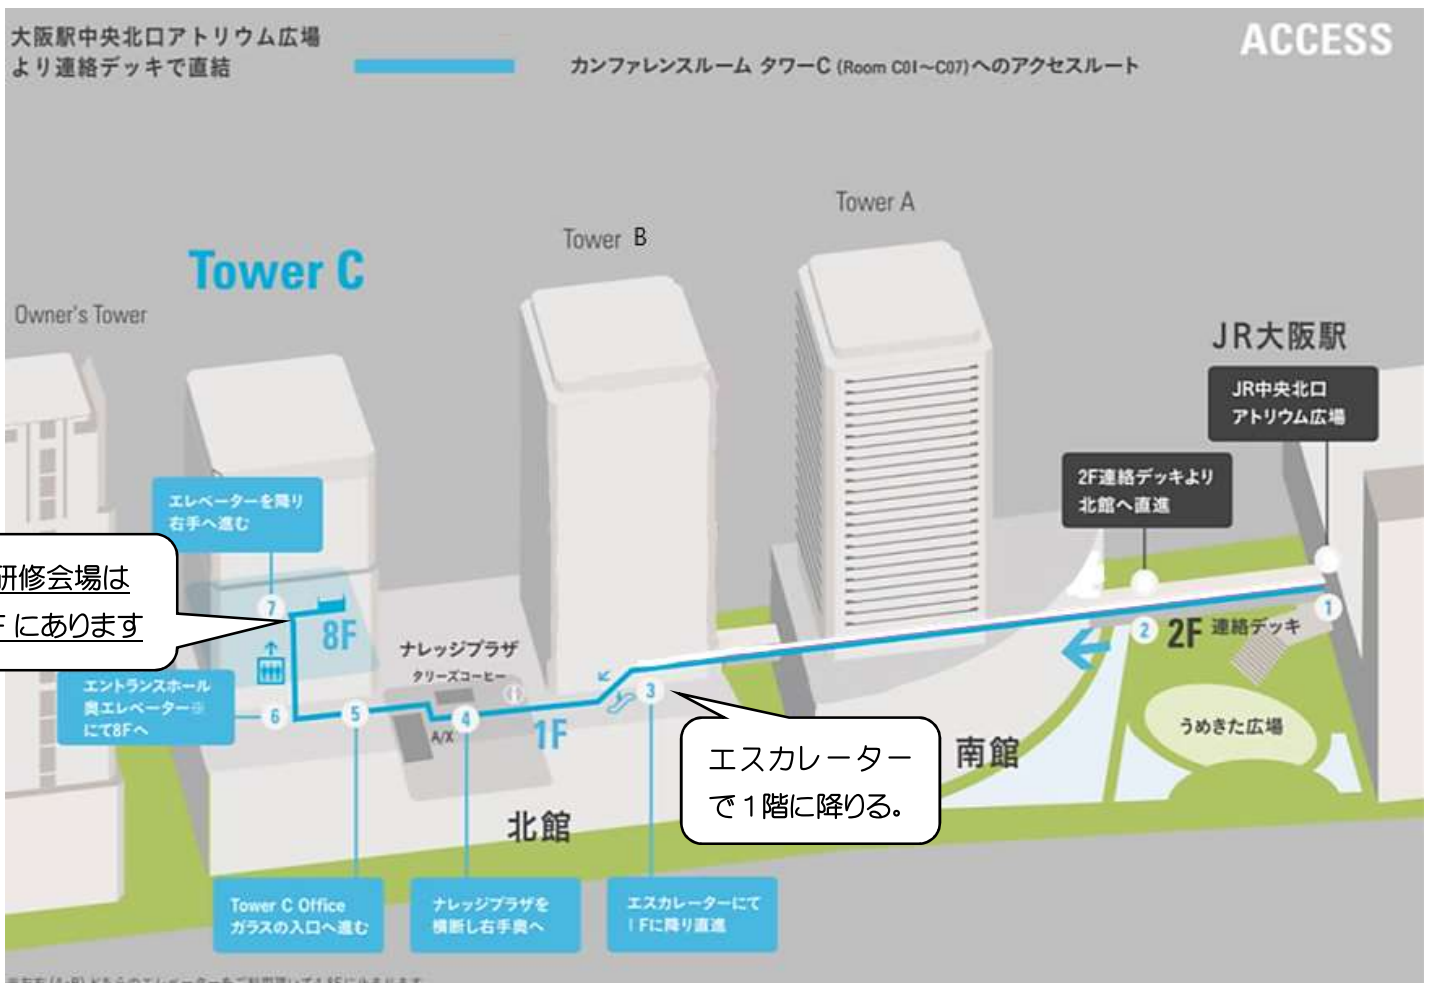 大阪駅中央北口アトリウム広場
より連絡デッキで直結
カンファレンスルーム タワーC (Room C01～C07)へのアクセスルート
ACCESS
Tower A
Tower B
Tower C
Owner's Tower
JR大阪駅
JR中央北口
アトリウム広場
2F連絡デッキより
北館へ直進
エレベーターを降り
右手へ進む
研修会場は
F にあります
7
8F
1
2
2F 連絡デッキ
ナレッジプラザ
タリーズコーヒー
3
エントランスホール
奥エレベーター※
にて8Fへ
6
5
4
A/X
1F
うめきた広場
エスカレーター
で1階に降りる。
南館
北館
Tower C Office
ガラスの入口へ進む
ナレッジプラザを
横断し右手奥へ
エスカレーターにて
1Fに降り直進